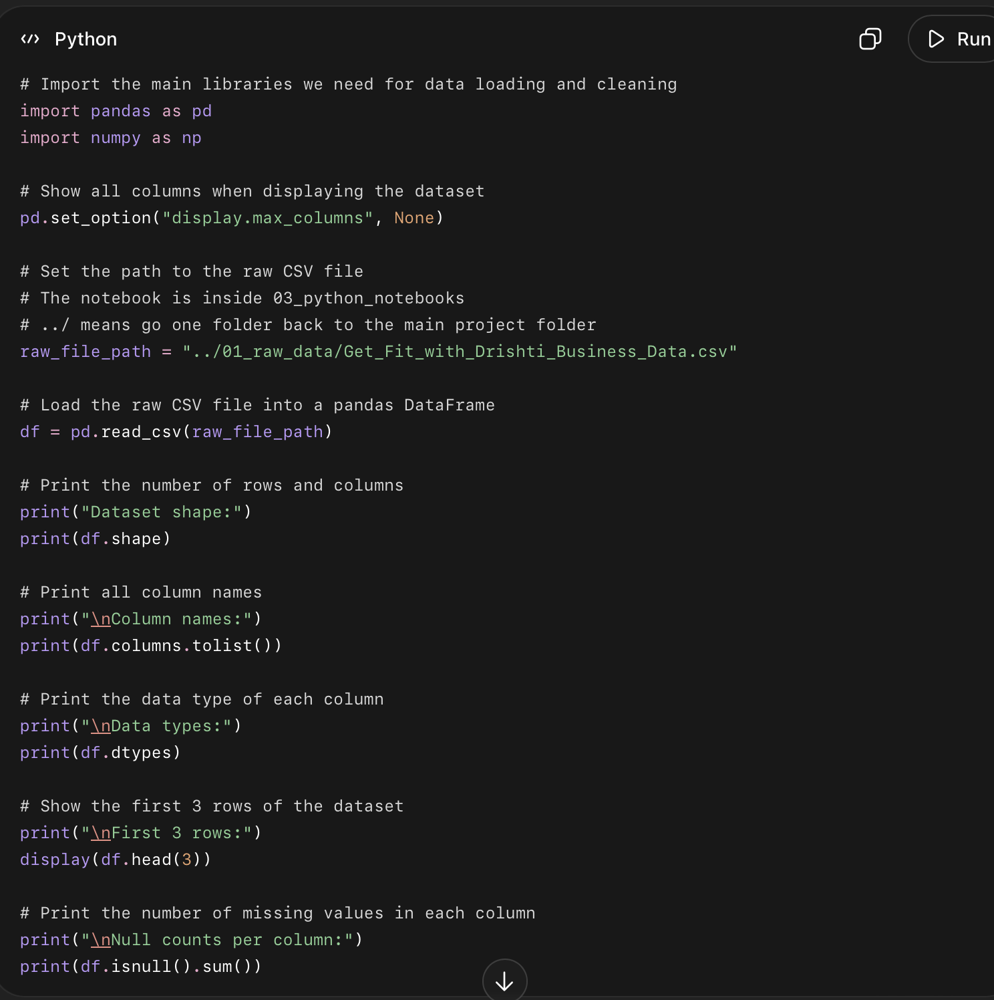 Python
Run
# Import the main libraries we need for data loading and cleaning
import pandas as pd
import numpy as np
# Show all columns when displaying the dataset
pd.set_option("display.max_columns", None)
# Set the path to the raw CSV file
# The notebook is inside 03_python_notebooks
# ../ means go one folder back to the main project folder
raw_file_path = "../01_raw_data/Get_Fit_with_Drishti_Business_Data.csv"
# Load the raw CSV file into a pandas DataFrame
df = pd.read_csv(raw_file_path)
# Print the number of rows and columns
print("Dataset shape:")
print(df.shape)
# Print all column names
print("\nColumn names:")
print(df.columns.tolist())
# Print the data type of each column
print("\nData types:")
print(df.dtypes)
# Show the first 3 rows of the dataset
print("\nFirst 3 rows:")
display(df.head(3))
# Print the number of missing values in each column
print("\nNull counts per column:")
print(df.isnull().sum())